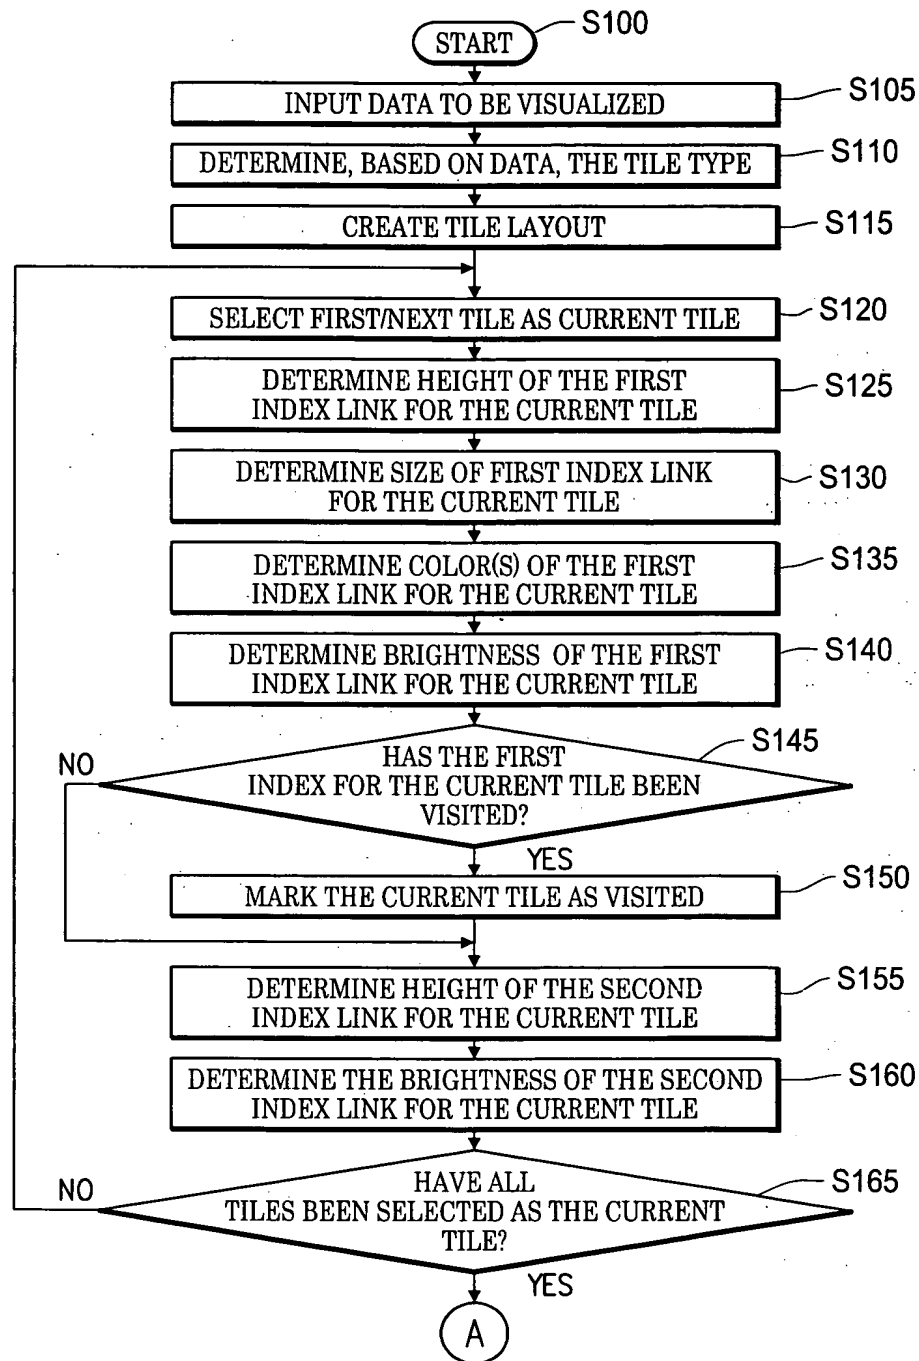 START
S100
INPUT DATA TO BE VISUALIZED
S105
DETERMINE, BASED ON DATA, THE TILE TYPE
S110
CREATE TILE LAYOUT
S115
SELECT FIRST/NEXT TILE AS CURRENT TILE
S120
DETERMINE HEIGHT OF THE FIRST
INDEX LINK FOR THE CURRENT TILE
S125
DETERMINE SIZE OF FIRST INDEX LINK
FOR THE CURRENT TILE
S130
DETERMINE COLOR(S) OF THE FIRST
INDEX LINK FOR THE CURRENT TILE
S135
DETERMINE BRIGHTNESS OF THE FIRST
INDEX LINK FOR THE CURRENT TILE
S140
HAS THE FIRST
INDEX FOR THE CURRENT TILE BEEN
VISITED?
S145
NO
YES
MARK THE CURRENT TILE AS VISITED
S150
DETERMINE HEIGHT OF THE SECOND
INDEX LINK FOR THE CURRENT TILE
S155
DETERMINE THE BRIGHTNESS OF THE SECOND
INDEX LINK FOR THE CURRENT TILE
S160
HAVE ALL
TILES BEEN SELECTED AS THE CURRENT
TILE?
S165
NO
YES
A